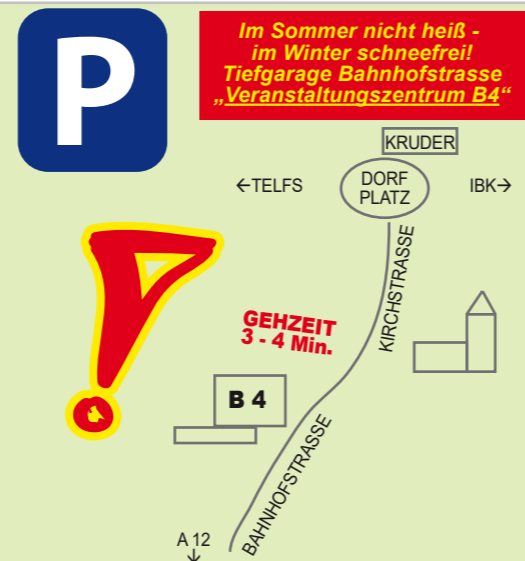 P
Im Sommer nicht heiß -
im Winter schneefrei!
Tiefgarage Bahnhofstrasse
„Veranstaltungszentrum B4“
KRUDER
←TELFS
DORF
PLATZ
IBK→
KIRCHSTRASSE
GEHZEIT
3 - 4 Min.
B 4
BAHNHOFSTRASSE
A 12
↓